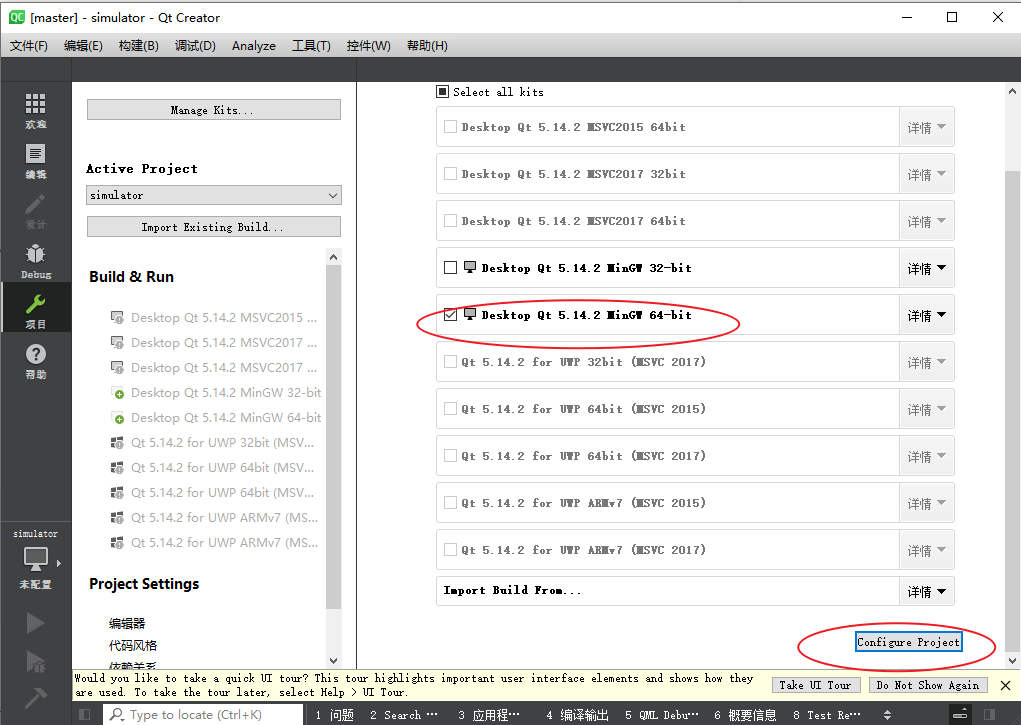 QC [master] - simulator - Qt Creator
文件(F) 编辑(E) 构建(B) 调试(D) Analyze 工具(T) 控件(W) 帮助(H)
欢迎
编辑
设计
Debug
项目
帮助
simulator
未配置
Manage Kits...
Active Project
simulator
Import Existing Build...
Build & Run
Desktop Qt 5.14.2 MSVC2015 ...
Desktop Qt 5.14.2 MSVC2017 ...
Desktop Qt 5.14.2 MSVC2017 ...
Desktop Qt 5.14.2 MinGW 32-bit
Desktop Qt 5.14.2 MinGW 64-bit
Qt 5.14.2 for UWP 32bit (MSV...
Qt 5.14.2 for UWP 64bit (MSV...
Qt 5.14.2 for UWP 64bit (MSV...
Qt 5.14.2 for UWP ARMv7 (MS...
Qt 5.14.2 for UWP ARMv7 (MS...
Project Settings
编辑器
代码风格
依赖关系
Select all kits
Desktop Qt 5.14.2 MSVC2015 64bit 详情
Desktop Qt 5.14.2 MSVC2017 32bit 详情
Desktop Qt 5.14.2 MSVC2017 64bit 详情
Desktop Qt 5.14.2 MinGW 32-bit 详情
Desktop Qt 5.14.2 MinGW 64-bit 详情
Qt 5.14.2 for UWP 32bit (MSVC 2017) 详情
Qt 5.14.2 for UWP 64bit (MSVC 2015) 详情
Qt 5.14.2 for UWP 64bit (MSVC 2017) 详情
Qt 5.14.2 for UWP ARMv7 (MSVC 2015) 详情
Qt 5.14.2 for UWP ARMv7 (MSVC 2017) 详情
Import Build From... 详情
Configure Project
Would you like to take a quick UI tour? This tour highlights important user interface elements and shows how they
are used. To take the tour later, select Help > UI Tour.
Take UI Tour Do Not Show Again
Type to locate (Ctrl+K) 1 问题 2 Search ... 3 应用程... 4 编译输出 5 QML Debu... 6 概要信息 8 Test Re...